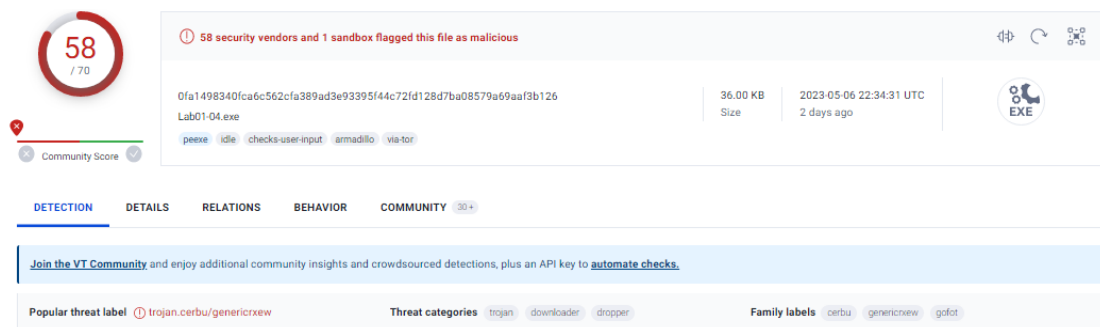 58
/ 70
58 security vendors and 1 sandbox flagged this file as malicious
0fa1498340fca6c562cfa389ad3e93395f44c72fd128d7ba08579a69aaf3b126
Lab01-04.exe
peexe idle checks-user-input armadillo via-tor
36.00 KB
Size
2023-05-06 22:34:31 UTC
2 days ago
EXE
Community Score
DETECTION DETAILS RELATIONS BEHAVIOR COMMUNITY 30+
Join the VT Community and enjoy additional community insights and crowdsourced detections, plus an API key to automate checks.
Popular threat label trojan.cerbu/genericrxew Threat categories trojan downloader dropper Family labels cerbu genericrxew gofot